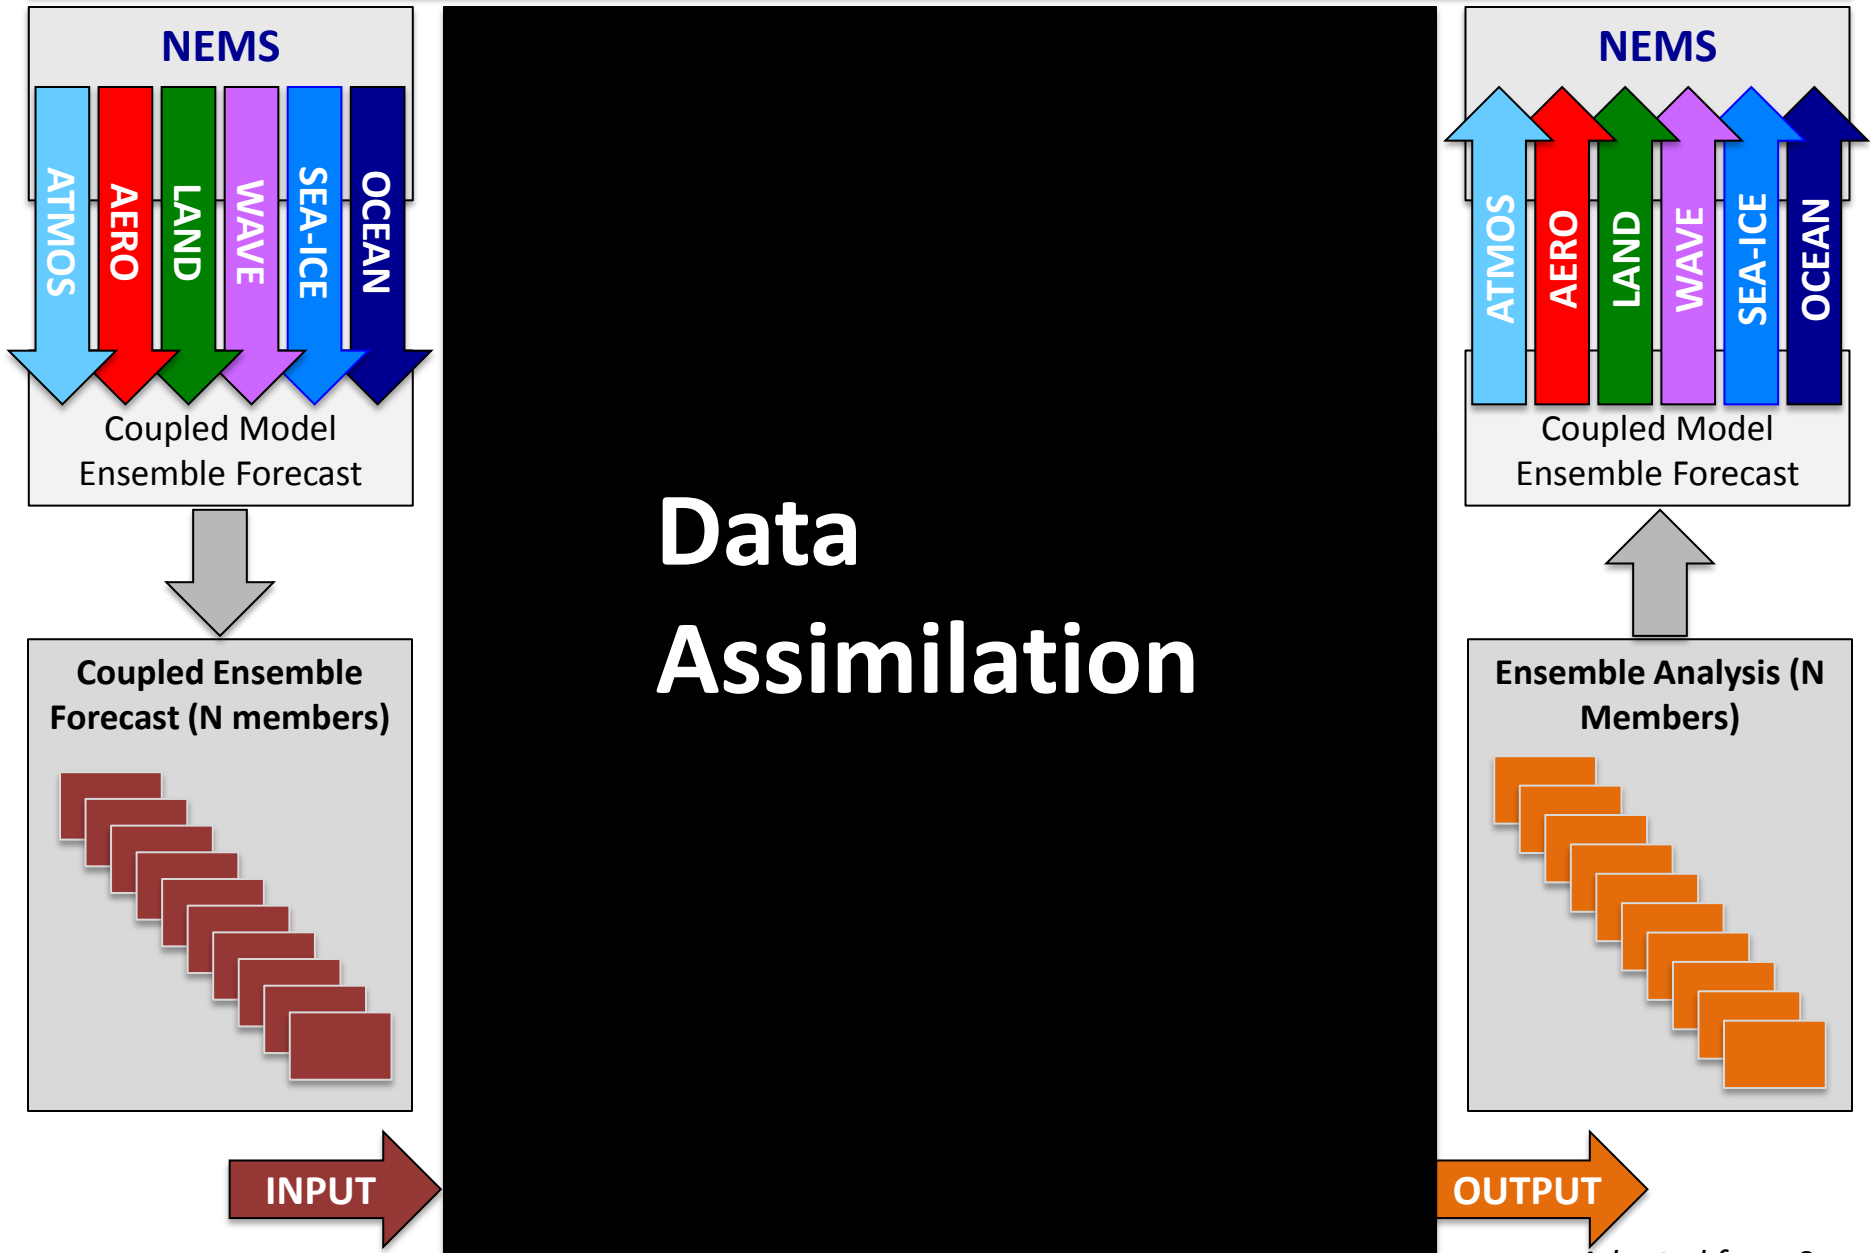 NEMS
ATMOS
AERO
LAND
WAVE
SEA-ICE
OCEAN
Coupled Model
Ensemble Forecast
Coupled Ensemble
Forecast (N members)
INPUT
Data
Assimilation
NEMS
ATMOS
AERO
LAND
WAVE
SEA-ICE
OCEAN
Coupled Model
Ensemble Forecast
Ensemble Analysis (N
Members)
OUTPUT